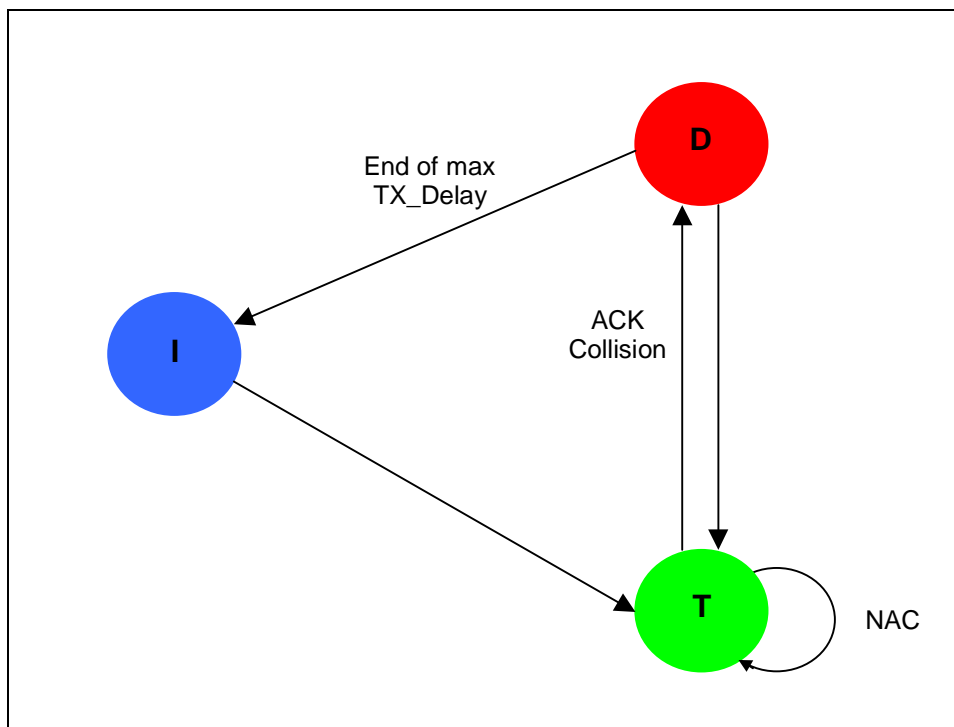 D
End of max
TX_Delay
ACK
Collision
I
T
NAC